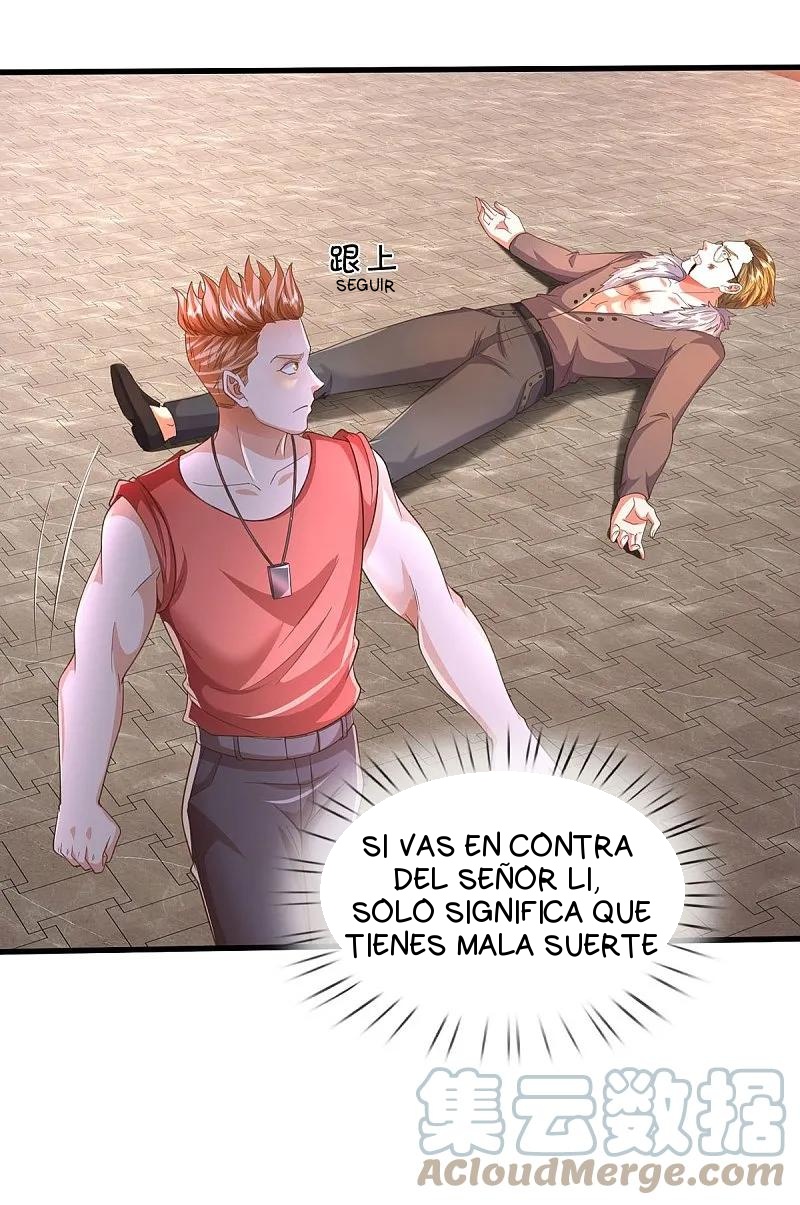 跟上
SEGUIR
SI VAS EN CONTRA
DEL SEÑOR LI,
SOLO SIGNIFICA QUE
TIENES MALA SUERTE
集云数据
ACloudMerge.com